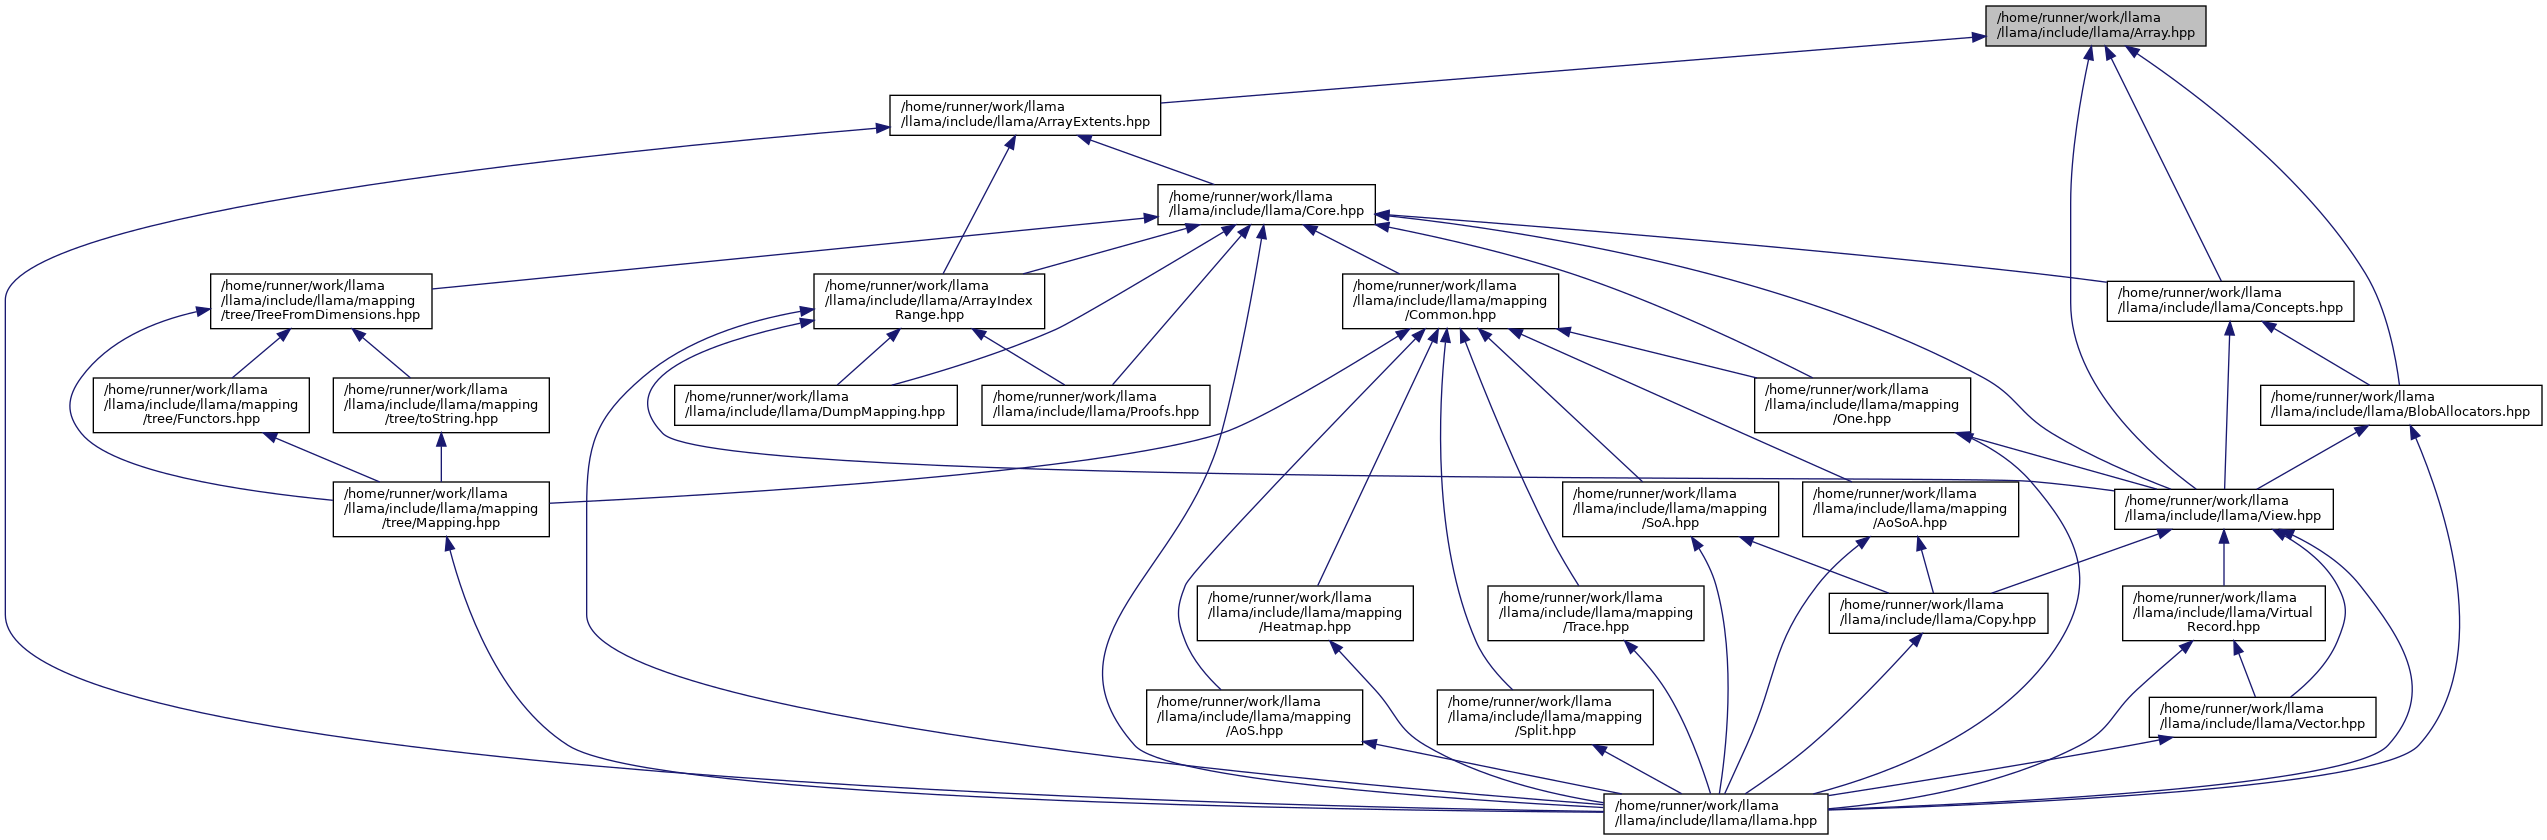 /home/runner/work/llama
/llama/include/llama/Array.hpp
/home/runner/work/llama
/llama/include/llama/ArrayExtents.hpp
/home/runner/work/llama
/llama/include/llama/Core.hpp
/home/runner/work/llama
/llama/include/llama/mapping
/tree/TreeFromDimensions.hpp
/home/runner/work/llama
/llama/include/llama/ArrayIndex
Range.hpp
/home/runner/work/llama
/llama/include/llama/mapping
/Common.hpp
/home/runner/work/llama
/llama/include/llama/Concepts.hpp
/home/runner/work/llama
/llama/include/llama/mapping
/tree/Functors.hpp
/home/runner/work/llama
/llama/include/llama/mapping
/tree/toString.hpp
/home/runner/work/llama
/llama/include/llama/DumpMapping.hpp
/home/runner/work/llama
/llama/include/llama/Proofs.hpp
/home/runner/work/llama
/llama/include/llama/mapping
/One.hpp
/home/runner/work/llama
/llama/include/llama/BlobAllocators.hpp
/home/runner/work/llama
/llama/include/llama/mapping
/tree/Mapping.hpp
/home/runner/work/llama
/llama/include/llama/mapping
/SoA.hpp
/home/runner/work/llama
/llama/include/llama/mapping
/AoSoA.hpp
/home/runner/work/llama
/llama/include/llama/View.hpp
/home/runner/work/llama
/llama/include/llama/mapping
/Heatmap.hpp
/home/runner/work/llama
/llama/include/llama/mapping
/Trace.hpp
/home/runner/work/llama
/llama/include/llama/Copy.hpp
/home/runner/work/llama
/llama/include/llama/Virtual
Record.hpp
/home/runner/work/llama
/llama/include/llama/mapping
/AoS.hpp
/home/runner/work/llama
/llama/include/llama/mapping
/Split.hpp
/home/runner/work/llama
/llama/include/llama/Vector.hpp
/home/runner/work/llama
/llama/include/llama/llama.hpp